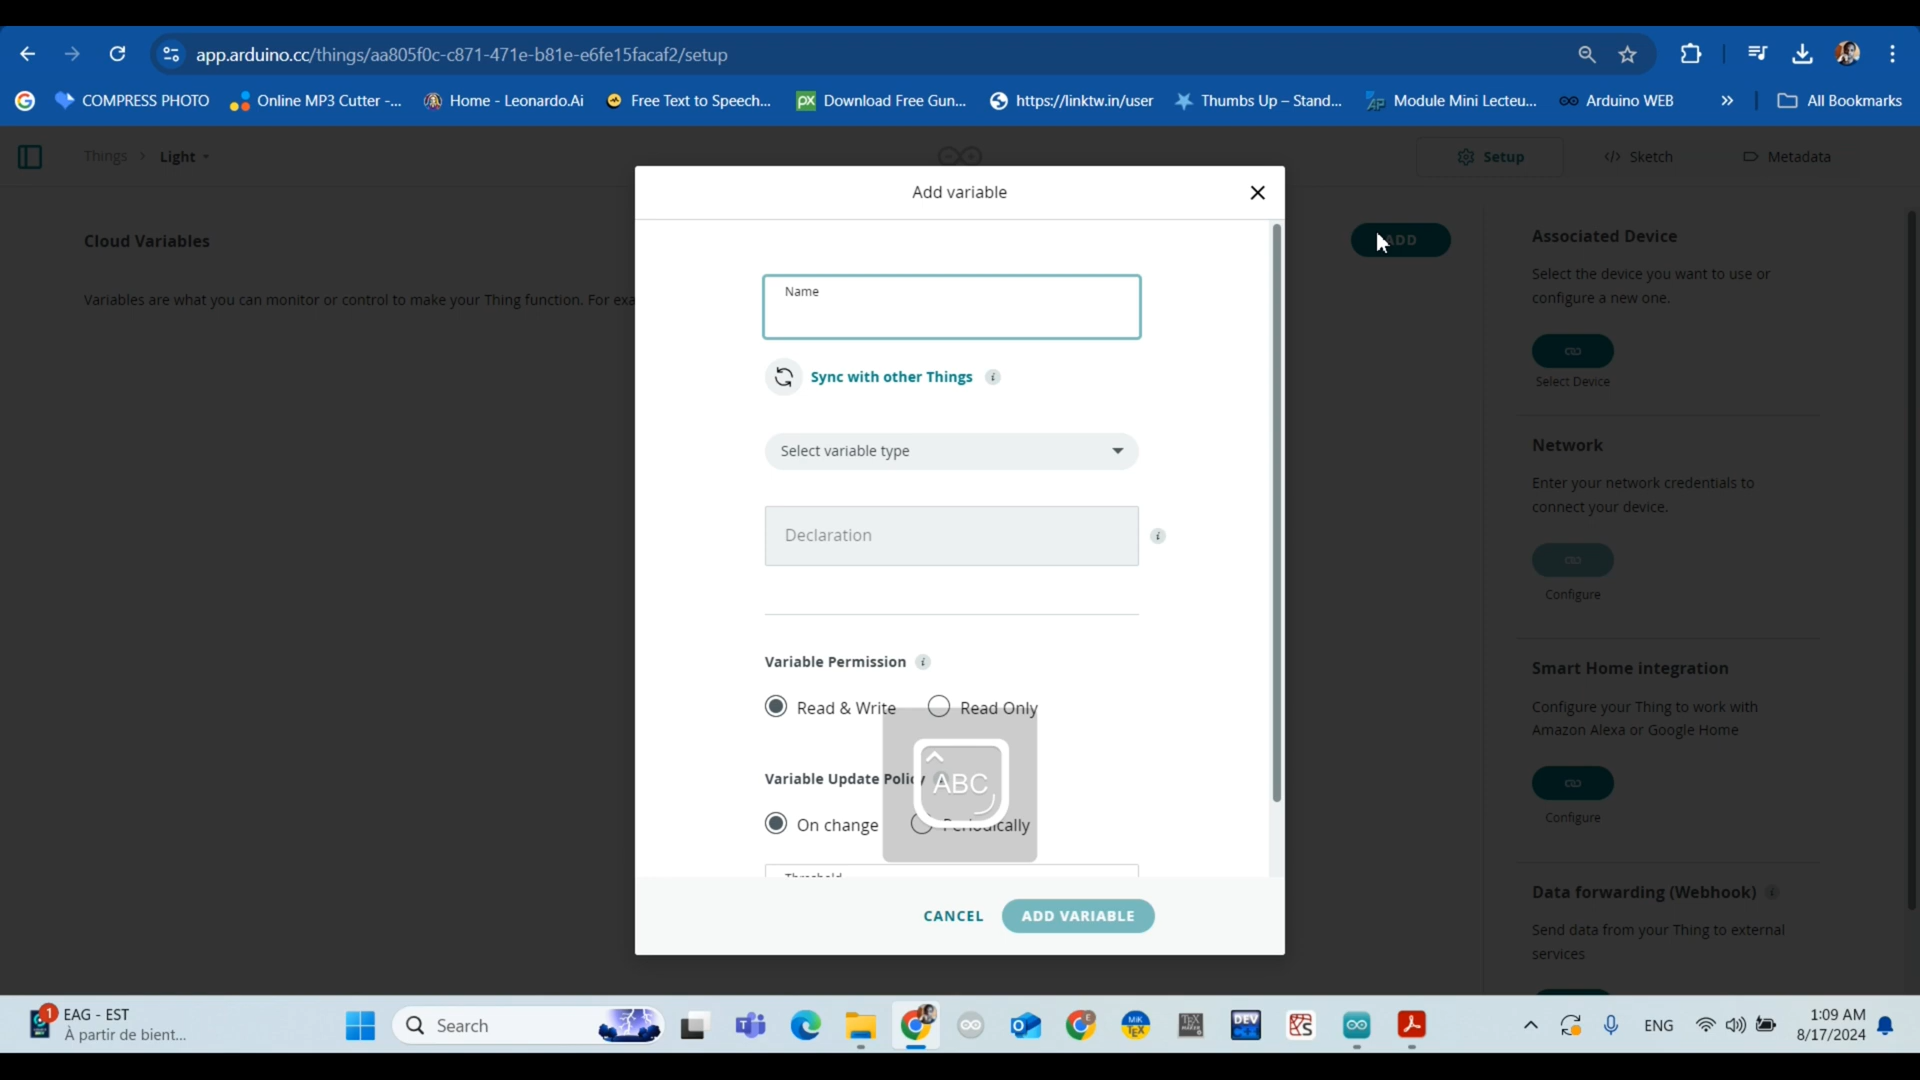 app.arduino.cc/things/aa805f0c-c871-471e-b81e-e6fe15facaf2/setup
COMPRESS PHOTO
Online MP3 Cutter -...
Home - Leonardo.Ai
Free Text to Speech...
Download Free Gun...
https://linktw.in/user
Thumbs Up – Stand...
Module Mini Lecteu...
Arduino WEB
All Bookmarks
Things > Light
Setup
</> Sketch
Metadata
Add variable
Cloud Variables
ADD
Variables are what you can monitor or control to make your Thing function. For exa
Name
Sync with other Things
Select variable type
Declaration
Variable Permission
Read & Write
Read Only
ABC
Variable Update Policy
On change
Periodically
CANCEL
ADD VARIABLE
Associated Device
Select the device you want to use or
configure a new one.
Select Device
Network
Enter your network credentials to
connect your device.
Configure
Smart Home integration
Configure your Thing to work with
Amazon Alexa or Google Home
Configure
Data forwarding (Webhook)
Send data from your Thing to external
services
1
EAG - EST
À partir de bient...
Search
DEV
ENG
1:09 AM
8/17/2024